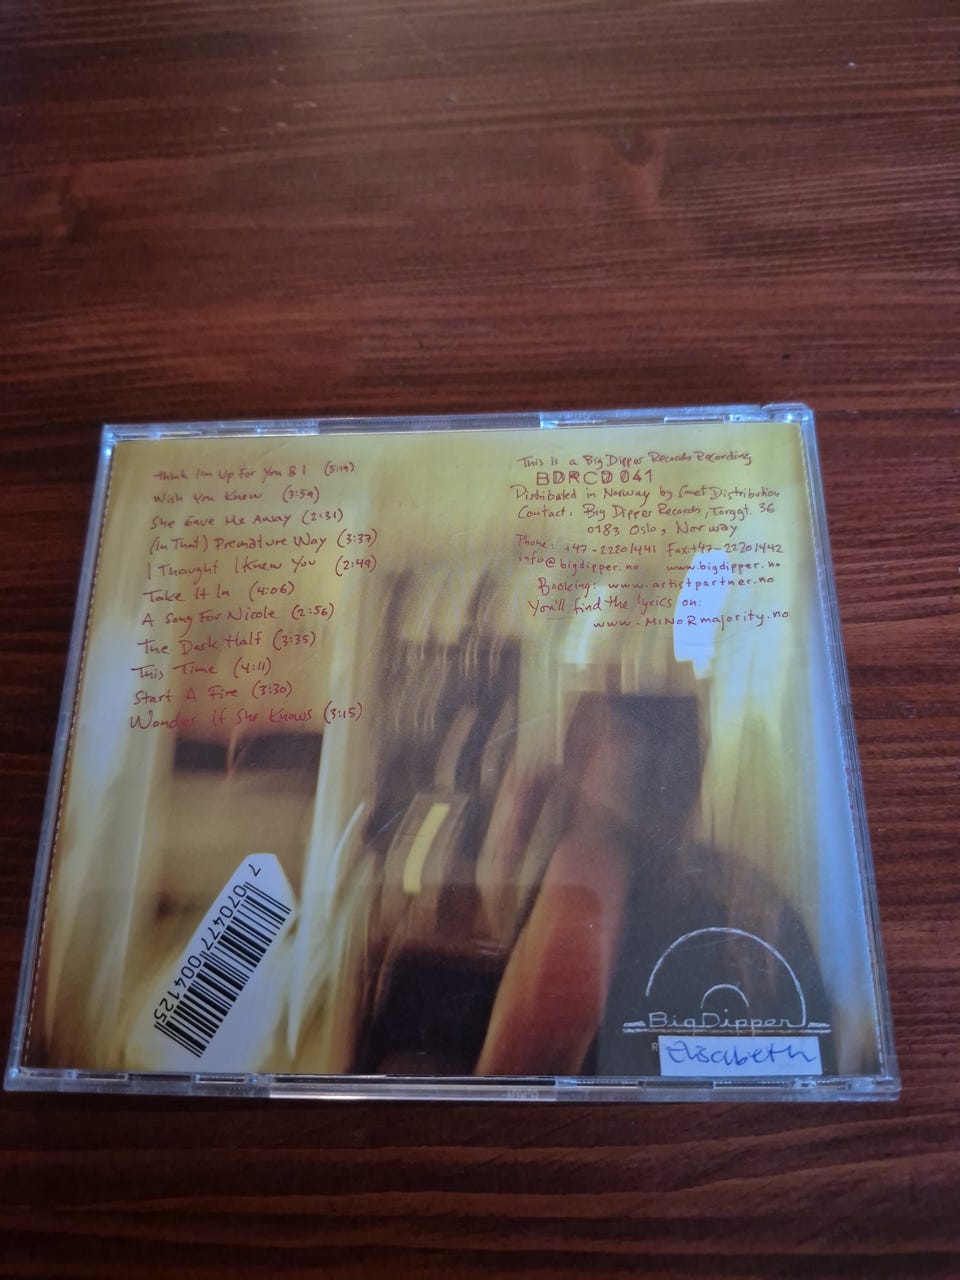 think I'm Up For You & I (5:19)
Wish You Knew (3:59)
She Gave Me Away (2:31)
(In That) Premature Way (3:37)
I Thought I Knew You (2:49)
Take It In (4:06)
A Song For Nicole (2:56)
The Dark Half (3:35)
This Time (4:11)
Start A Fire (3:30)
Wonder If She Knows (3:15)
This is a Big Dipper Records Recording
BDRCD 041
Distributed in Norway by Tonet Distribution
Contact: Big Dipper Records, Torggt. 36
0183 Oslo, Norway
Phone: +47-22201441 Fax:+47-22201442
info@bigdipper.no www.bigdipper.no
Booking: www.artistpartner.no
You'll find the lyrics on:
www.MiNoRmajority.no
7 070477 004125
BigDipper
Elisabeth